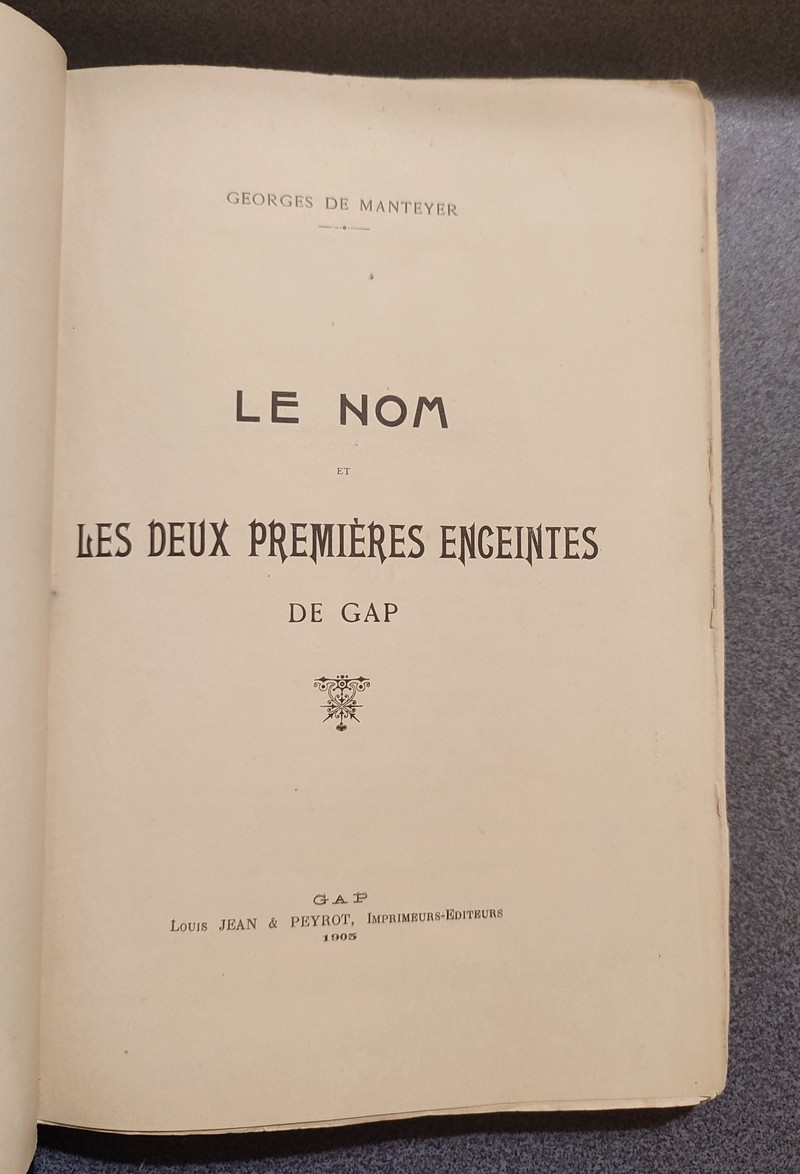 GEORGES DE MANTEYER
LE NOM
ET
LES DEUX PREMIÈRES ENCEINTES
DE GAP
GAP
LOUIS JEAN & PEYROT, IMPRIMEURS-EDITEURS
1905